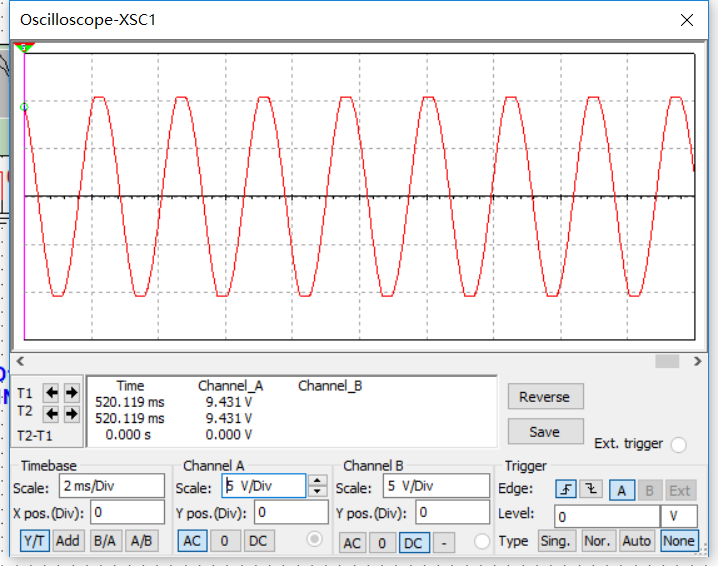 Oscilloscope-XSC1
Time Channel_A Channel_B
T1 520.119 ms 9.431 V
T2 520.119 ms 9.431 V
T2-T1 0.000 s 0.000 V
Reverse
Save
Ext. trigger
Timebase Channel A Channel B Trigger
Scale: 2 ms/Div Scale: 5 V/Div Scale: 5 V/Div Edge: A B Ext
X pos.(Div): 0 Y pos.(Div): 0 Y pos.(Div): 0 Level: 0 V
Y/T Add B/A A/B AC 0 DC AC 0 DC - Type Sing. Nor. Auto None